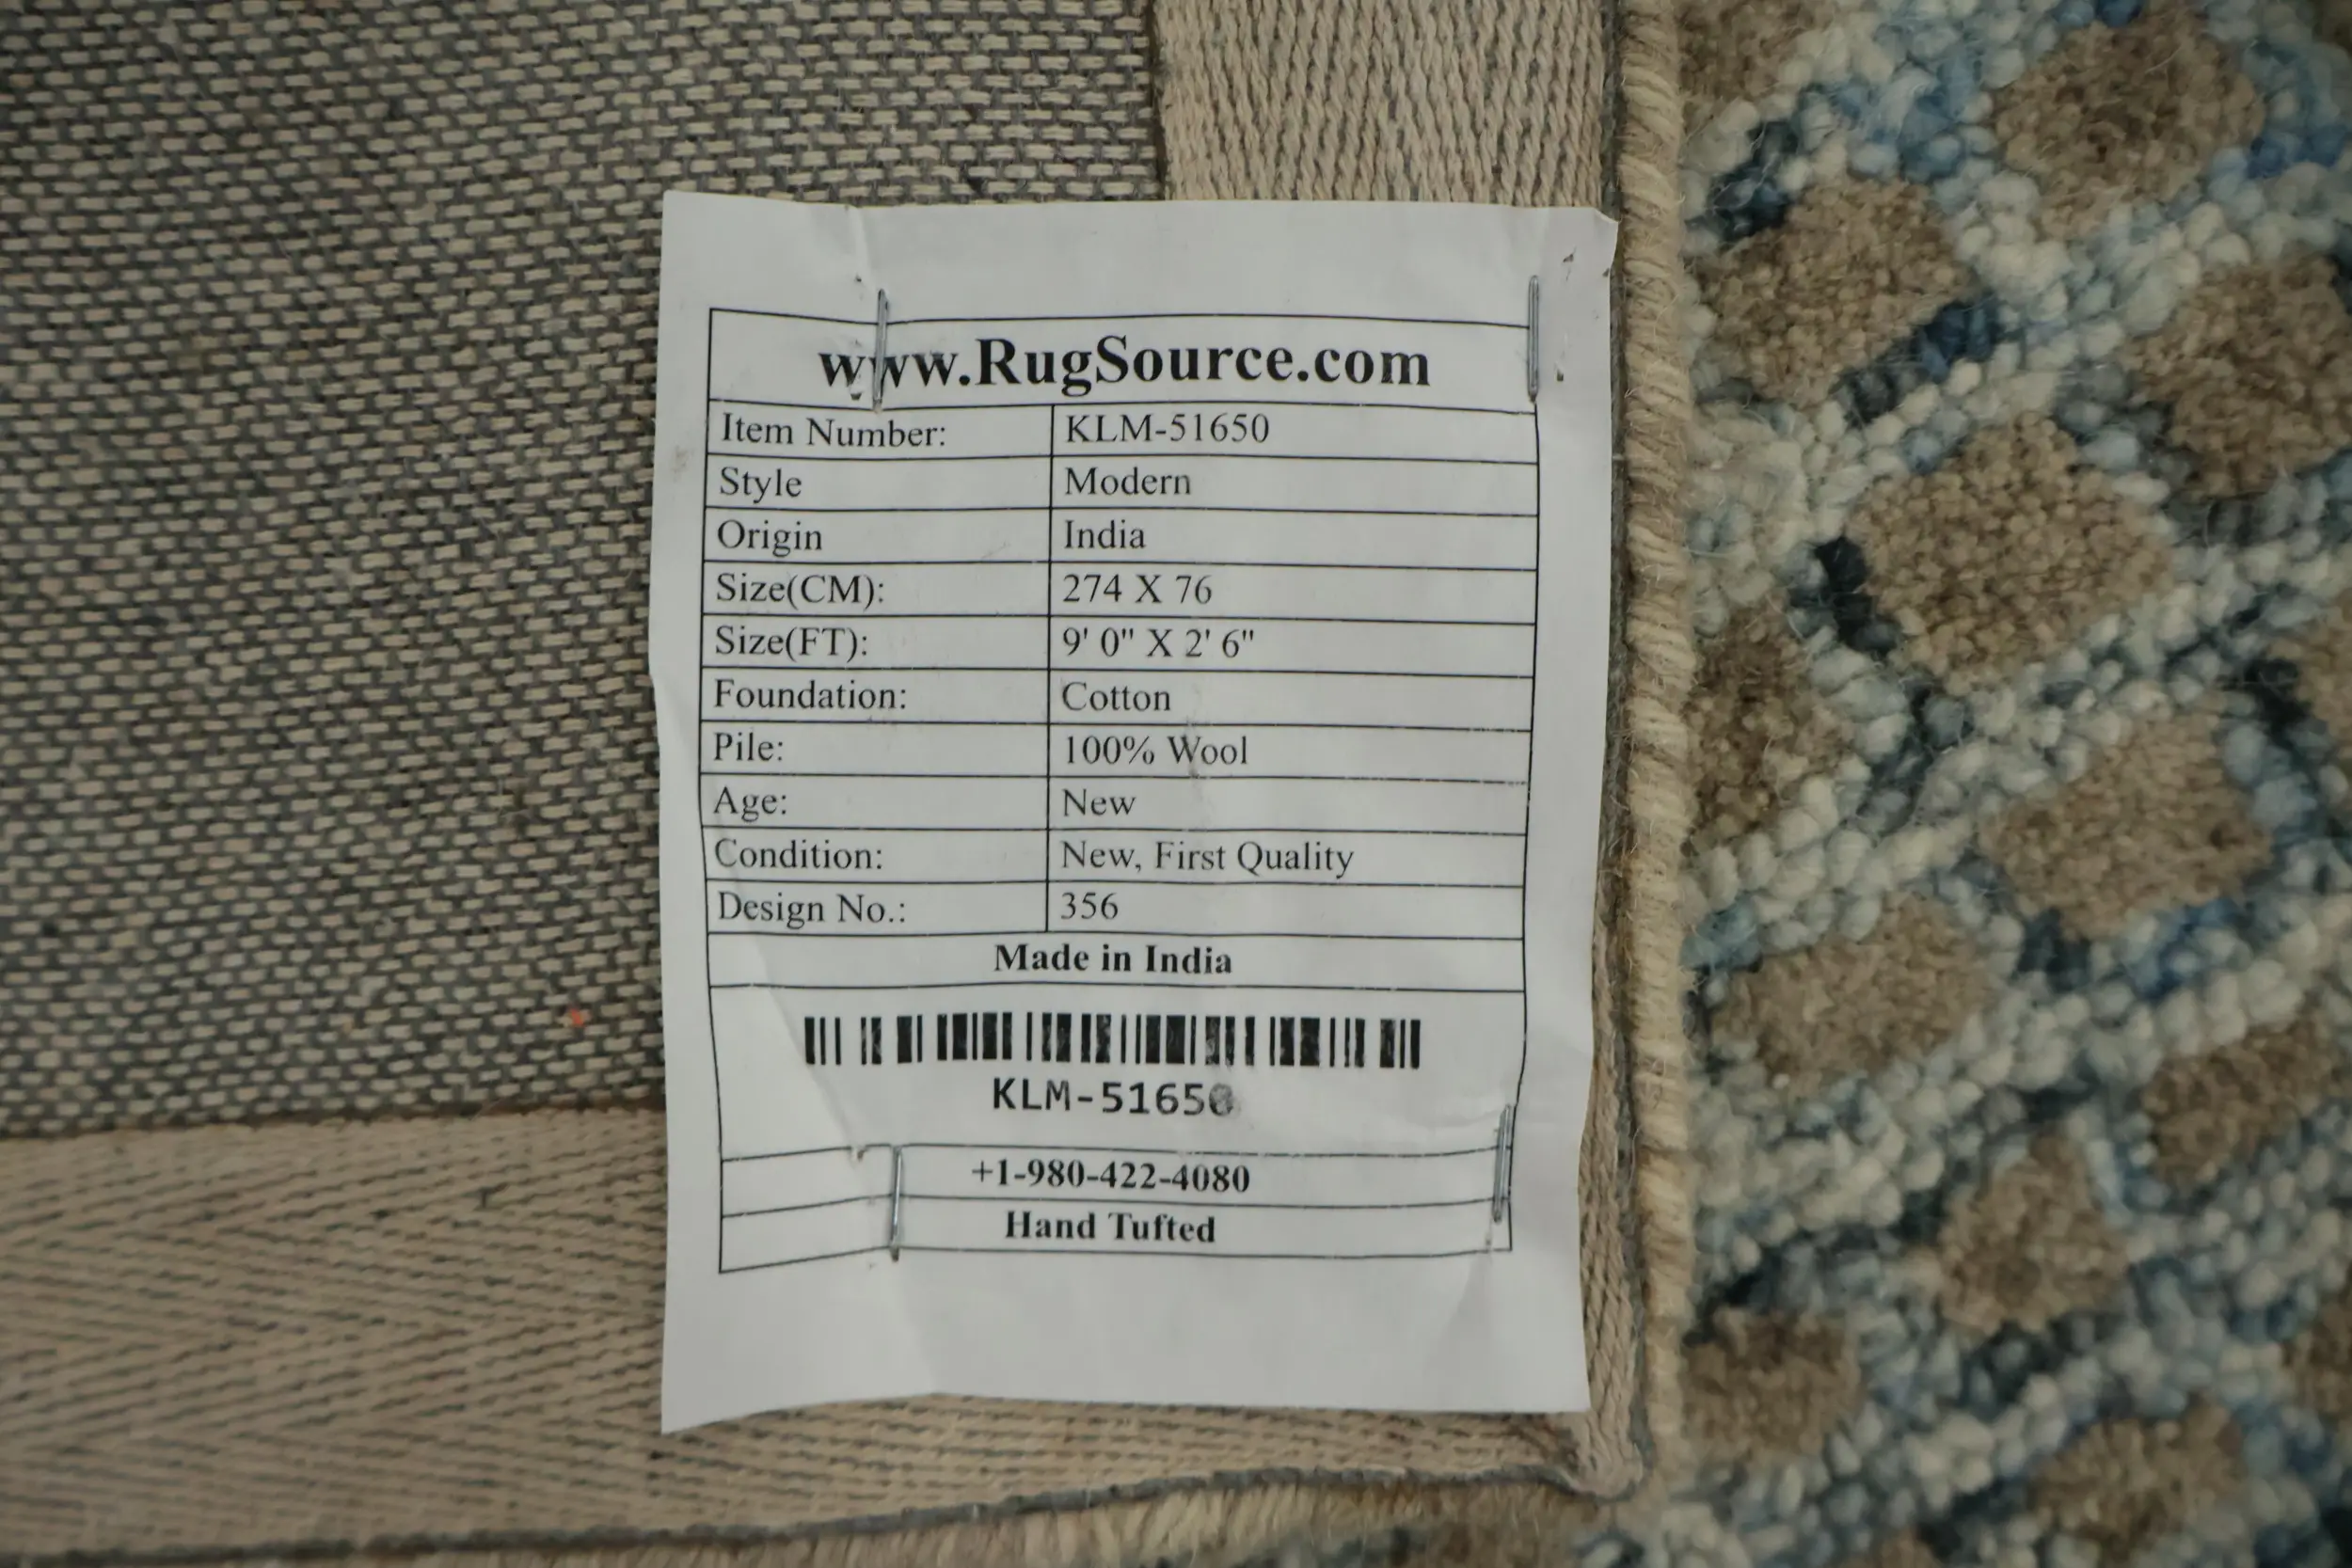 www.RugSource.com
Item Number: KLM-51650
Style Modern
Origin India
Size(CM): 274 X 76
Size(FT): 9' 0" X 2' 6"
Foundation: Cotton
Pile: 100% Wool
Age: New
Condition: New, First Quality
Design No.: 356
Made in India
KLM-51650
+1-980-422-4080
Hand Tufted